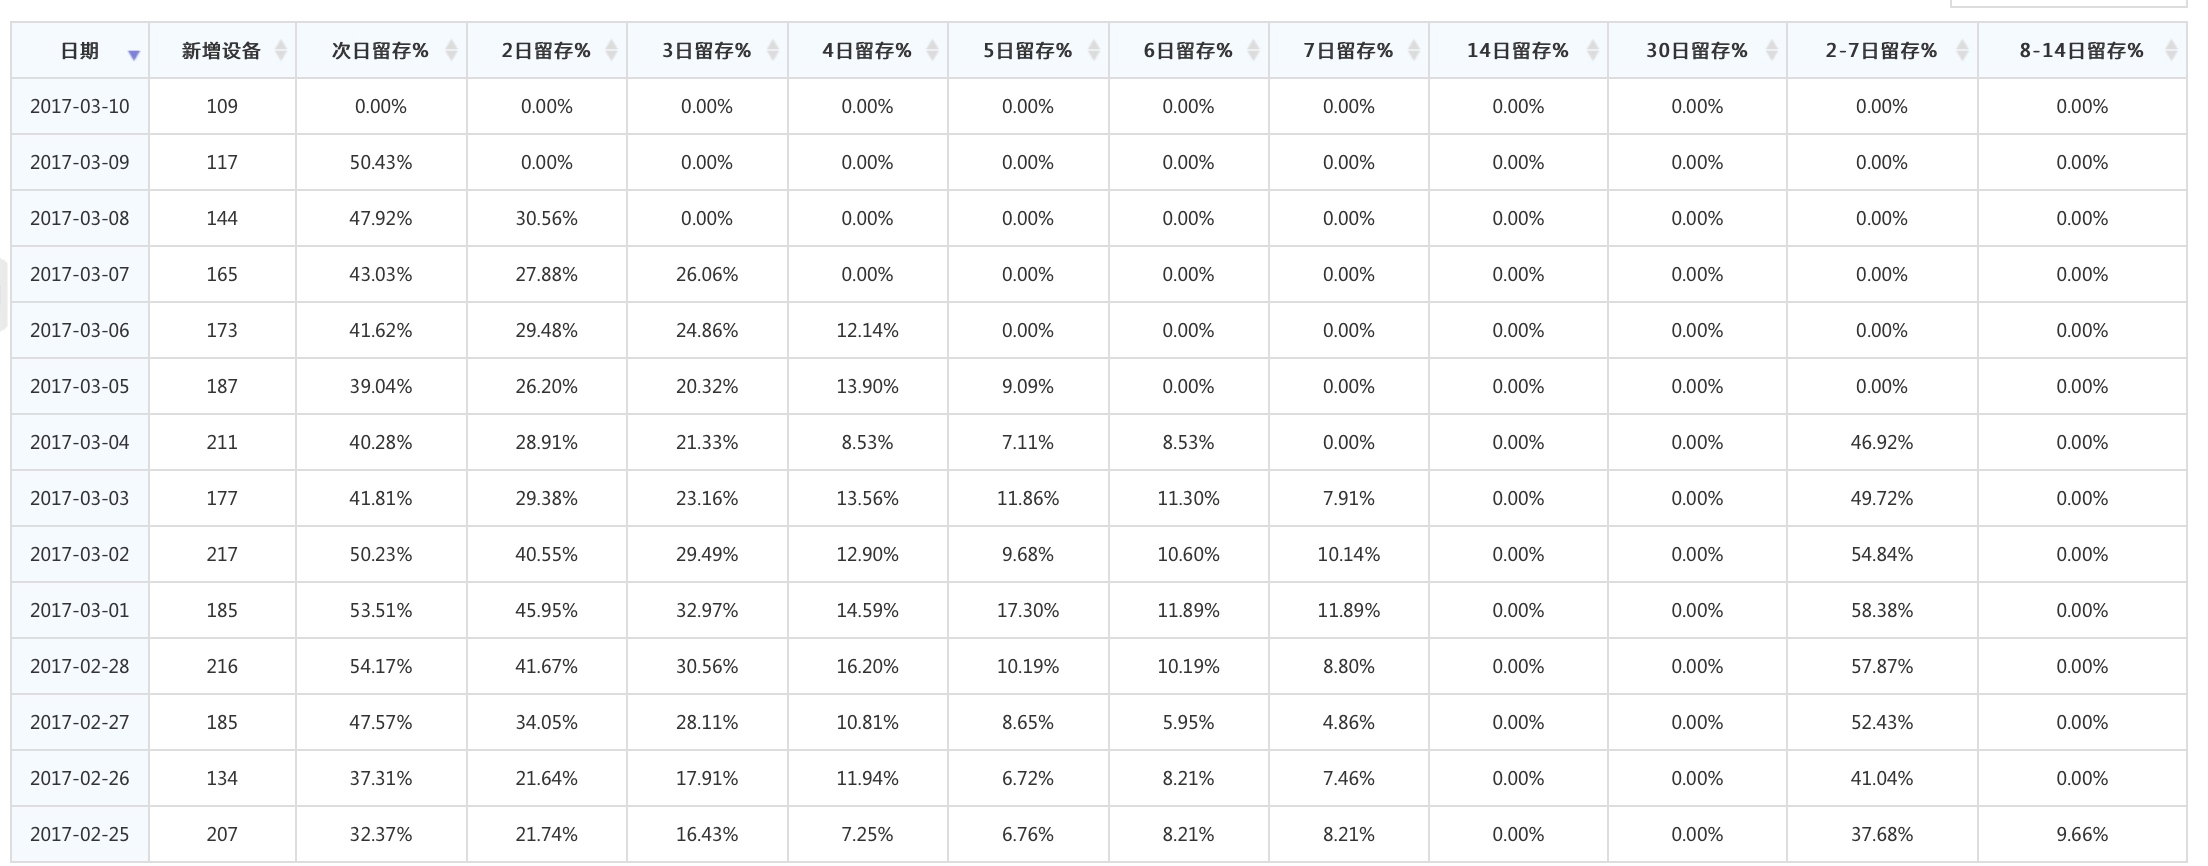 日期 新增设备 次日留存% 2日留存% 3日留存% 4日留存% 5日留存% 6日留存% 7日留存% 14日留存% 30日留存% 2-7日留存% 8-14日留存%
2017-03-10 109 0.00% 0.00% 0.00% 0.00% 0.00% 0.00% 0.00% 0.00% 0.00% 0.00% 0.00%
2017-03-09 117 50.43% 0.00% 0.00% 0.00% 0.00% 0.00% 0.00% 0.00% 0.00% 0.00% 0.00%
2017-03-08 144 47.92% 30.56% 0.00% 0.00% 0.00% 0.00% 0.00% 0.00% 0.00% 0.00% 0.00%
2017-03-07 165 43.03% 27.88% 26.06% 0.00% 0.00% 0.00% 0.00% 0.00% 0.00% 0.00% 0.00%
2017-03-06 173 41.62% 29.48% 24.86% 12.14% 0.00% 0.00% 0.00% 0.00% 0.00% 0.00% 0.00%
2017-03-05 187 39.04% 26.20% 20.32% 13.90% 9.09% 0.00% 0.00% 0.00% 0.00% 0.00% 0.00%
2017-03-04 211 40.28% 28.91% 21.33% 8.53% 7.11% 8.53% 0.00% 0.00% 0.00% 46.92% 0.00%
2017-03-03 177 41.81% 29.38% 23.16% 13.56% 11.86% 11.30% 7.91% 0.00% 0.00% 49.72% 0.00%
2017-03-02 217 50.23% 40.55% 29.49% 12.90% 9.68% 10.60% 10.14% 0.00% 0.00% 54.84% 0.00%
2017-03-01 185 53.51% 45.95% 32.97% 14.59% 17.30% 11.89% 11.89% 0.00% 0.00% 58.38% 0.00%
2017-02-28 216 54.17% 41.67% 30.56% 16.20% 10.19% 10.19% 8.80% 0.00% 0.00% 57.87% 0.00%
2017-02-27 185 47.57% 34.05% 28.11% 10.81% 8.65% 5.95% 4.86% 0.00% 0.00% 52.43% 0.00%
2017-02-26 134 37.31% 21.64% 17.91% 11.94% 6.72% 8.21% 7.46% 0.00% 0.00% 41.04% 0.00%
2017-02-25 207 32.37% 21.74% 16.43% 7.25% 6.76% 8.21% 8.21% 0.00% 0.00% 37.68% 9.66%